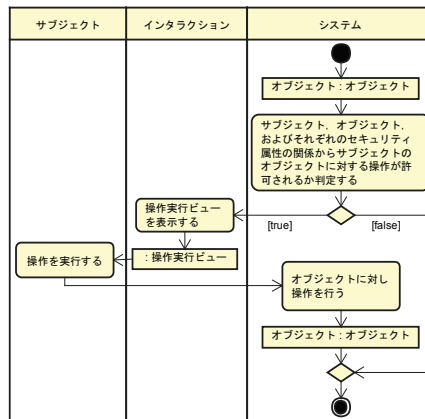 サブジェクト
インタラクション
システム
オブジェクト : オブジェクト
サブジェクト，オブジェクト，
およびそれぞれのセキュリティ
属性の関係からサブジェクトの
オブジェクトに対する操作が許
可されるか判定する
操作実行ビュー
を表示する
[true]
[false]
: 操作実行ビュー
操作を実行する
オブジェクトに対し
操作を行う
オブジェクト : オブジェクト